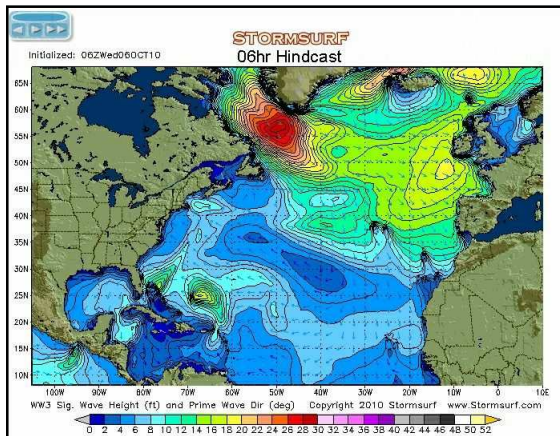 STORMSURF
Initialized: 06ZWed06OCT10
06hr Hindcast
65N
60N
55N
50N
45N
40N
35N
30N
25N
20N
15N
10N
100W 90W 80W 70W 60W 50W 40W 30W 20W 10W 0 10E
WW3 Sig. Wave Height (ft) and Prime Wave Dir (deg) Copyright 2010 Stormsurf www.Stormsurf.com
0 2 4 6 8 10 12 14 16 18 20 22 24 26 28 30 32 34 36 38 40 42 44 46 48 50 52